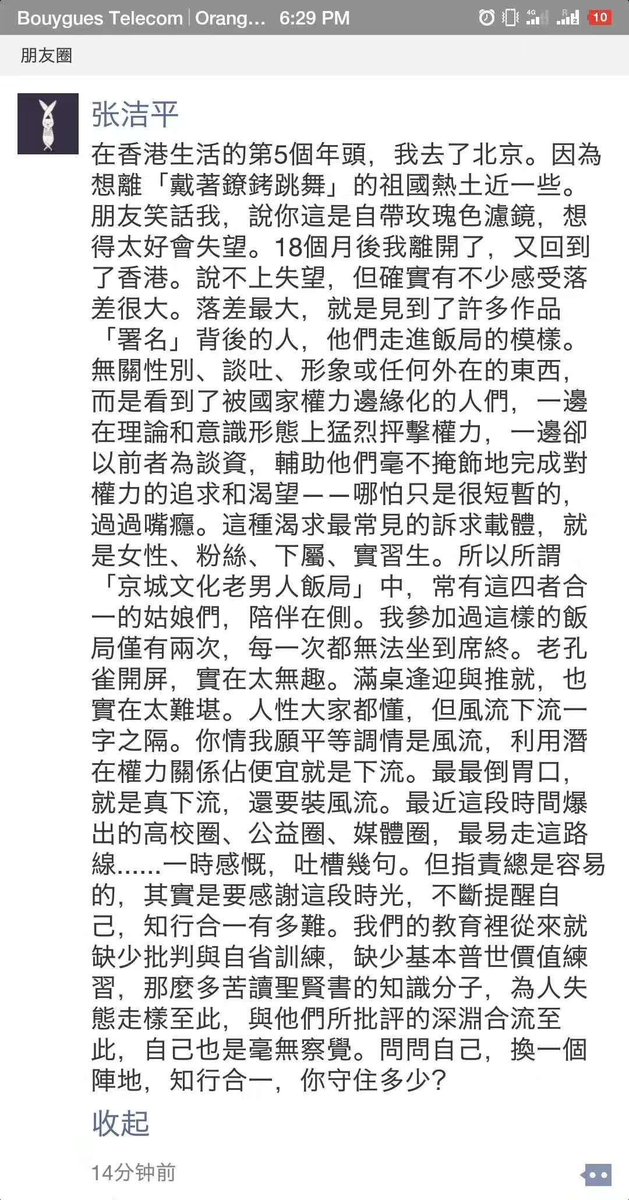 Bouygues Telecom | Orang... 6:29 PM 4G R 10
朋友圈
张洁平
在香港生活的第5個年頭，我去了北京。因為
想離「戴著鐐銬跳舞」的祖國熱土近一些。
朋友笑話我，說你這是自帶玫瑰色濾鏡，想
得太好會失望。18個月後我離開了，又回到
了香港。說不上失望，但確實有不少感受落
差很大。落差最大，就是見到了許多作品
「署名」背後的人，他們走進飯局的模樣。
無關性別、談吐、形象或任何外在的東西，
而是看到了被國家權力邊緣化的人們，一邊
在理論和意識形態上猛烈抨擊權力，一邊卻
以前者為談資，輔助他們毫不掩飾地完成對
權力的追求和渴望——哪怕只是很短暫的，
過過嘴癮。這種渴求最常見的訴求載體，就
是女性、粉絲、下屬、實習生。所以所謂
「京城文化老男人飯局」中，常有這四者合
一的姑娘們，陪伴在側。我參加過這樣的飯
局僅有兩次，每一次都無法坐到席終。老孔
雀開屏，實在太無趣。滿桌逢迎與推就，也
實在太難堪。人性大家都懂，但風流下流一
字之隔。你情我願平等調情是風流，利用潛
在權力關係佔便宜就是下流。最最倒胃口，
就是真下流，還要裝風流。最近這段時間爆
出的高校圈、公益圈、媒體圈，最易走這路
線......一時感慨，吐槽幾句。但指責總是容易
的，其實是要感謝這段時光，不斷提醒自
己，知行合一有多難。我們的教育裡從來就
缺少批判與自省訓練，缺少基本普世價值練
習，那麼多苦讀聖賢書的知識分子，為人失
態走樣至此，與他們所批評的深淵合流至
此，自己也是毫無察覺。問問自己，換一個
陣地，知行合一，你守住多少？
收起
14分钟前